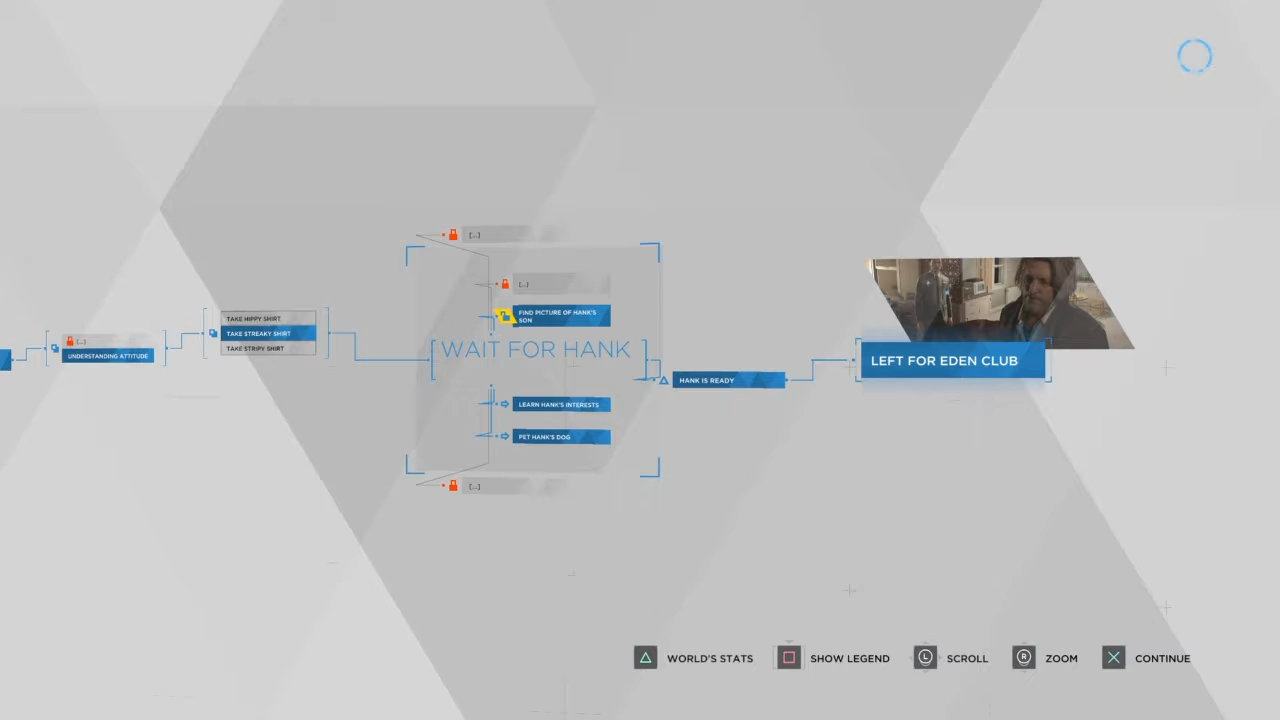 [...]
[...]
FIND PICTURE OF HANK'S
SON
TAKE HIPPY SHIRT
TAKE STREAKY SHIRT
TAKE STRIPY SHIRT
[...]
UNDERSTANDING ATTITUDE
WAIT FOR HANK
HANK IS READY
LEFT FOR EDEN CLUB
LEARN HANK'S INTERESTS
PET HANK'S DOG
[...]
WORLD'S STATS
SHOW LEGEND
L
SCROLL
R
ZOOM
CONTINUE